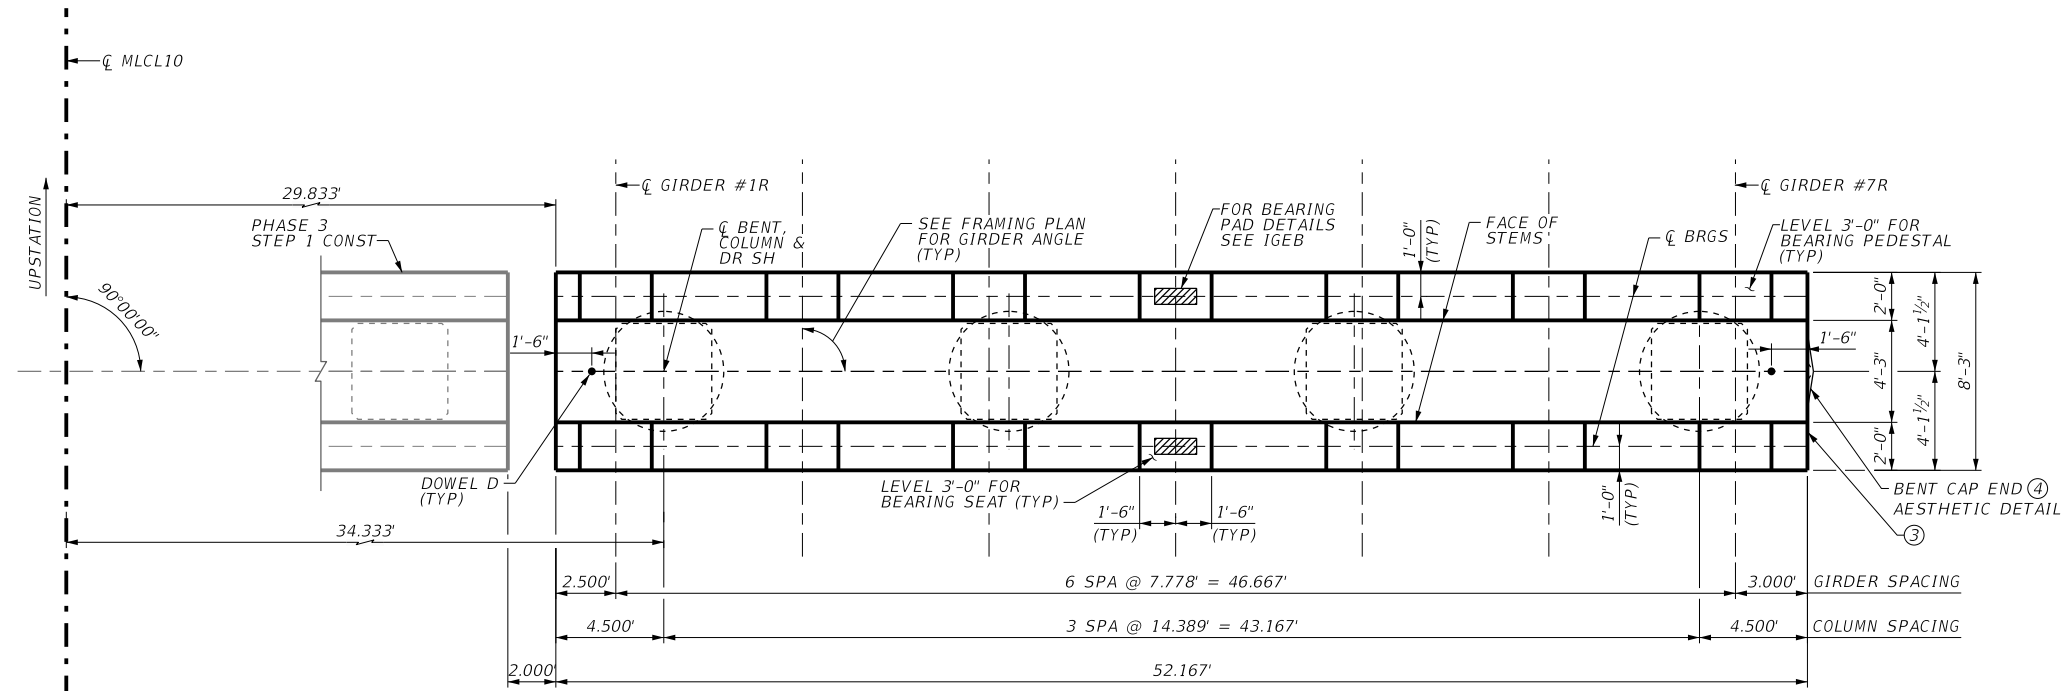 ℄ MLCL10
UPSTATION
90°00'00"
29.833'
PHASE 3
STEP 1 CONST
℄ GIRDER #1R
℄ BENT,
COLUMN &
DR SH
SEE FRAMING PLAN
FOR GIRDER ANGLE
(TYP)
FOR BEARING
PAD DETAILS
SEE IGEB
1'-0"
(TYP)
FACE OF
STEMS
℄ BRGS
℄ GIRDER #7R
LEVEL 3'-0" FOR
BEARING PEDESTAL
(TYP)
1'-6"
1'-6"
2'-0"
4'-3"
2'-0"
4'-1½"
4'-1½"
8'-3"
DOWEL D
(TYP)
LEVEL 3'-0" FOR
BEARING SEAT (TYP)
1'-6"
(TYP)
1'-6"
(TYP)
1'-0"
(TYP)
BENT CAP END 4
AESTHETIC DETAIL
3
34.333'
2.500'
6 SPA @ 7.778' = 46.667'
3.000'
GIRDER SPACING
4.500'
3 SPA @ 14.389' = 43.167'
4.500'
COLUMN SPACING
2.000'
52.167'